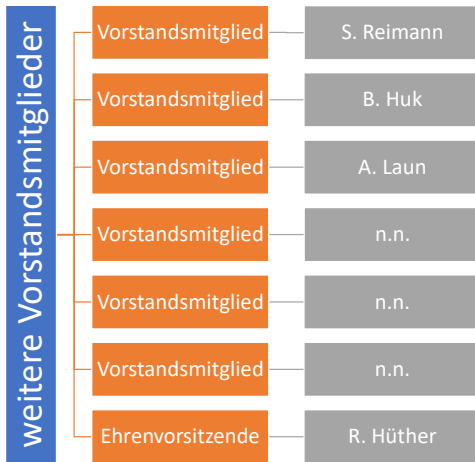 weitere Vorstandsmitglieder
Vorstandsmitglied
S. Reimann
Vorstandsmitglied
B. Huk
Vorstandsmitglied
A. Laun
Vorstandsmitglied
n.n.
Vorstandsmitglied
n.n.
Vorstandsmitglied
n.n.
Ehrenvorsitzende
R. Hüther